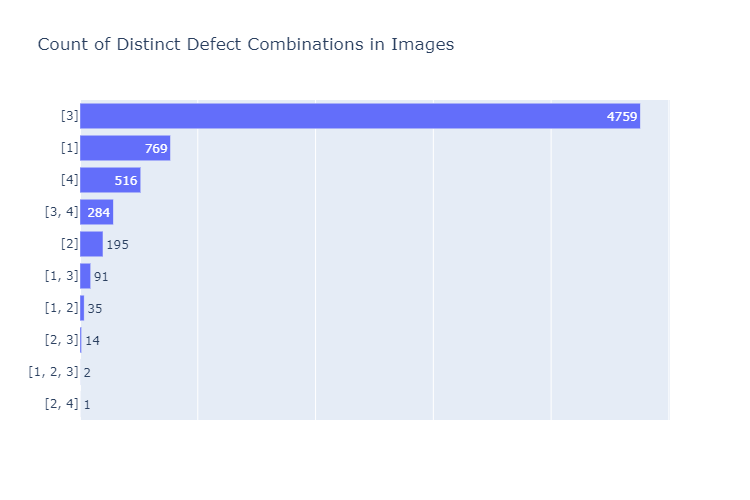 Count of Distinct Defect Combinations in Images
[3] 4759
[1] 769
[4] 516
[3, 4] 284
[2] 195
[1, 3] 91
[1, 2] 35
[2, 3] 14
[1, 2, 3] 2
[2, 4] 1